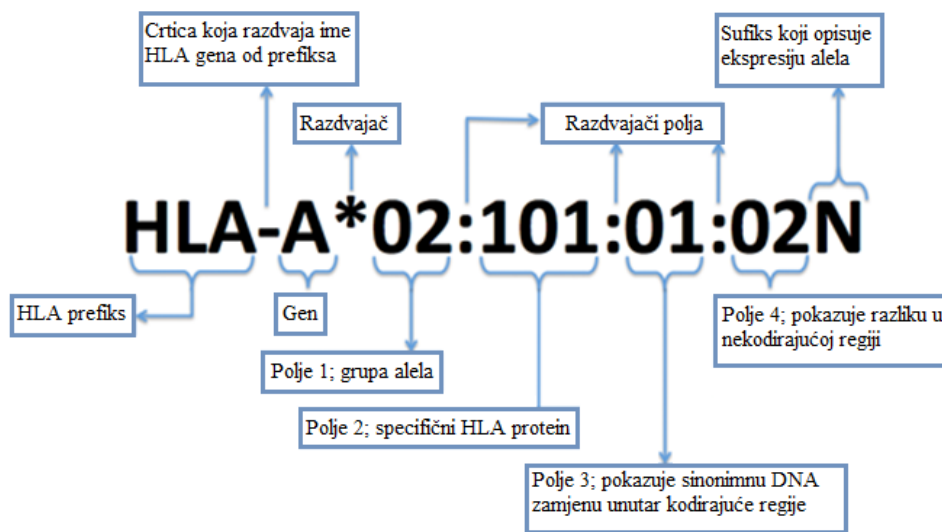 Crtica koja razdvaja ime
HLA gena od prefiksa
Sufiks koji opisuje
ekspresiju alela
Razdvajač
Razdvajači polja
HLA-A*02:101:01:02N
HLA prefiks
Gen
Polje 4; pokazuje razliku u
nekodirajućoj regiji
Polje 1; grupa alela
Polje 2; specifični HLA protein
Polje 3; pokazuje sinonimnu DNA
zamjenu unutar kodirajuće regije